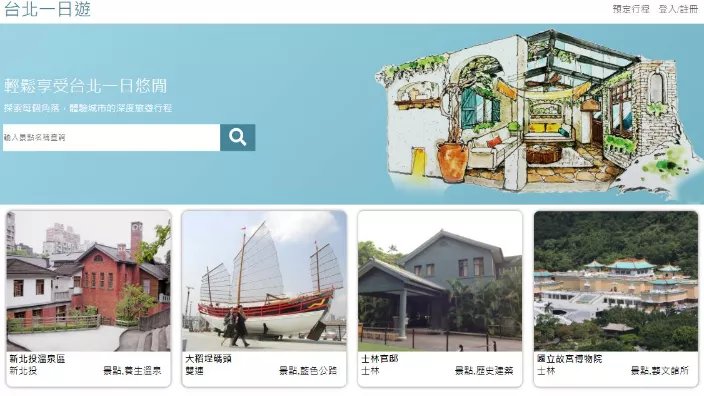 台北一日遊
預定行程 登入/註冊
輕鬆享受台北一日悠閒
探索每個角落，體驗城市的深度旅遊行程
輸入景點名稱查詢
新北投溫泉區
新北投 景點,養生溫泉
大稻埕碼頭
雙連 景點,藍色公路
士林官邸
士林 景點,歷史建築
國立故宮博物院
士林 景點,藝文館所